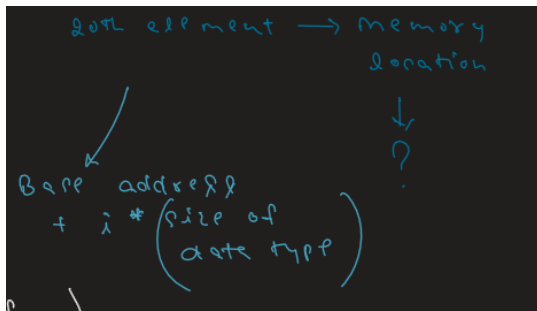 20th element → memory
location
↓
?
Base address
+ i * (size of
data type)